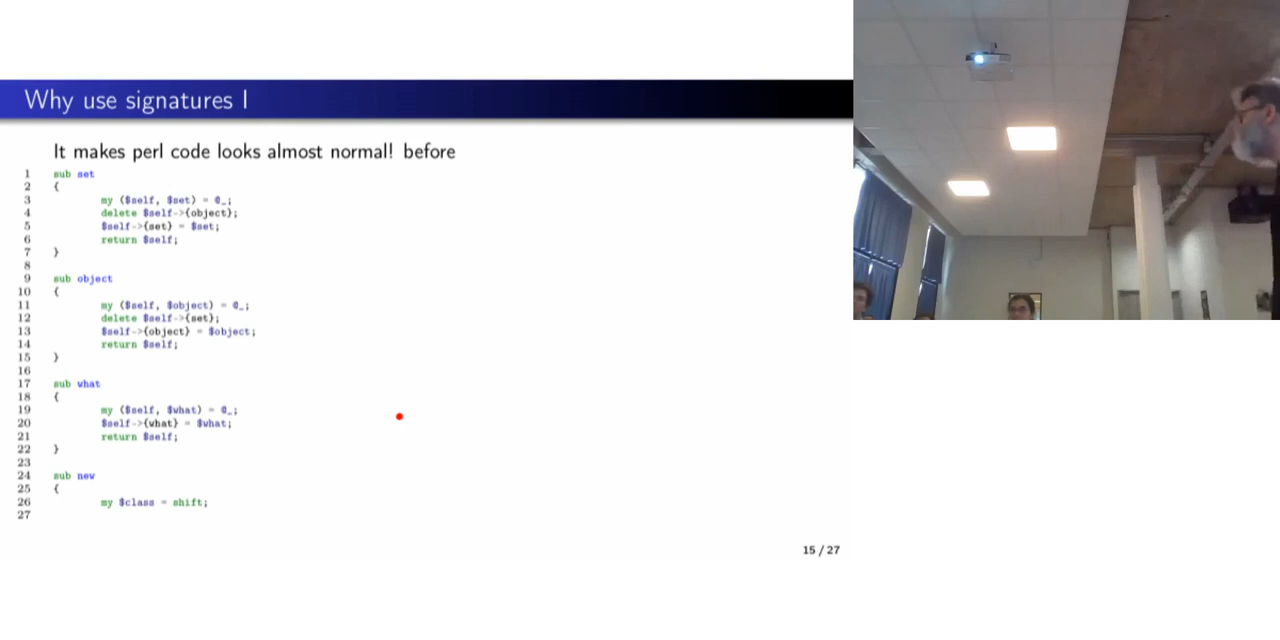 Why use signatures I
It makes perl code looks almost normal! before
1 sub set
2 {
3 my ($self, $set) = @_;
4 delete $self->{object};
5 $self->{set} = $set;
6 return $self;
7 }
8
9 sub object
10 {
11 my ($self, $object) = @_;
12 delete $self->{set};
13 $self->{object} = $object;
14 return $self;
15 }
16
17 sub what
18 {
19 my ($self, $what) = @_;
20 $self->{what} = $what;
21 return $self;
22 }
23
24 sub new
25 {
26 my $class = shift;
27
15 / 27